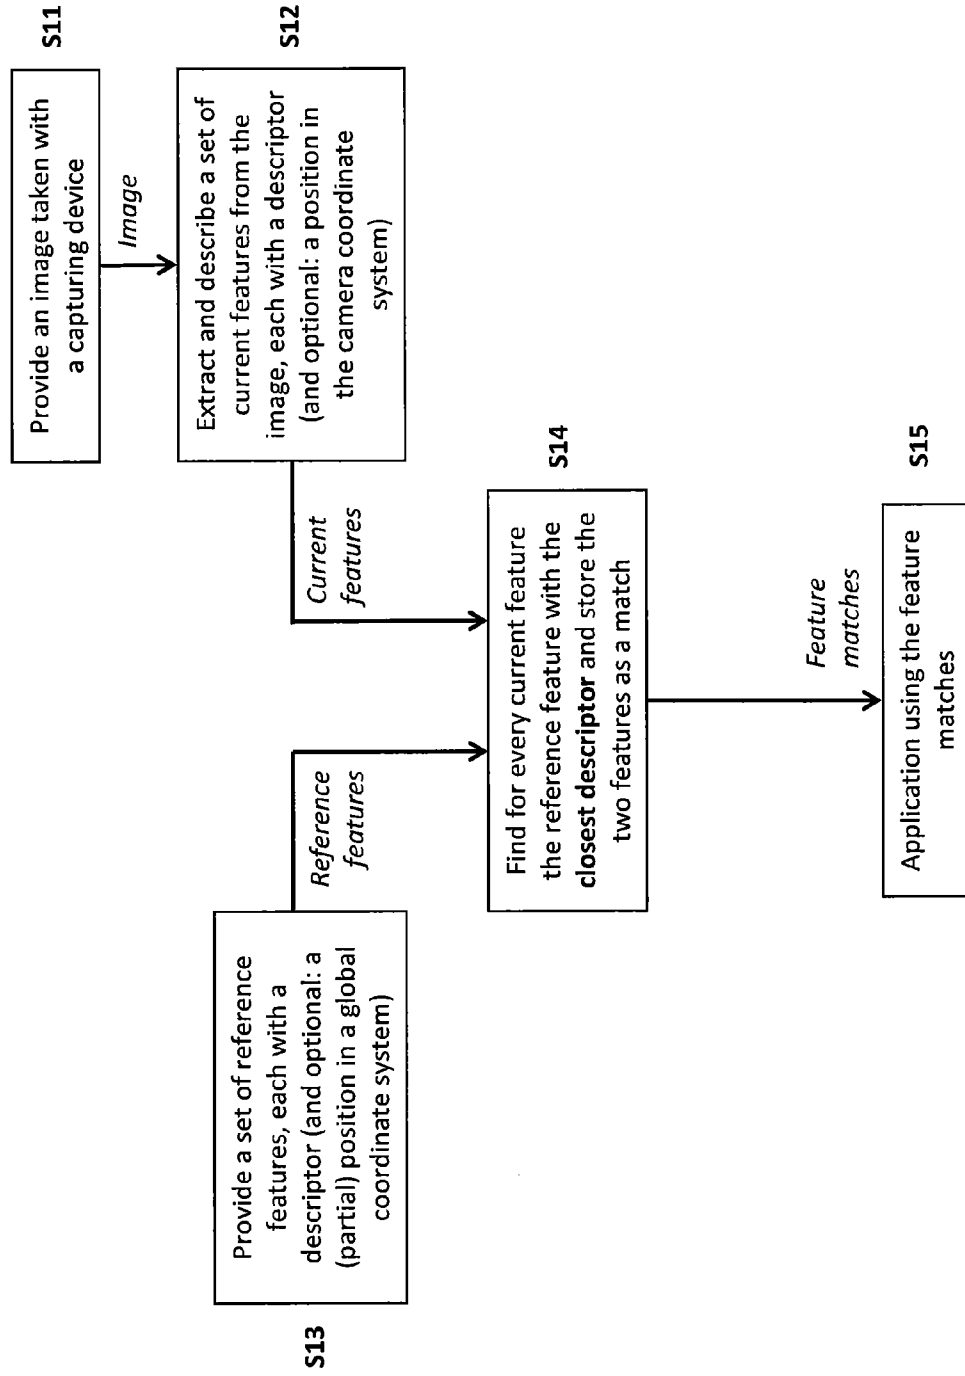 S11
Provide an image taken with
a capturing device
Image
S12
Extract and describe a set of
current features from the
image, each with a descriptor
(and optional: a position in
the camera coordinate
system)
Current
features
S13
Provide a set of reference
features, each with a
descriptor (and optional: a
(partial) position in a global
coordinate system)
Reference
features
S14
Find for every current feature
the reference feature with the
closest descriptor and store the
two features as a match
Feature
matches
S15
Application using the feature
matches